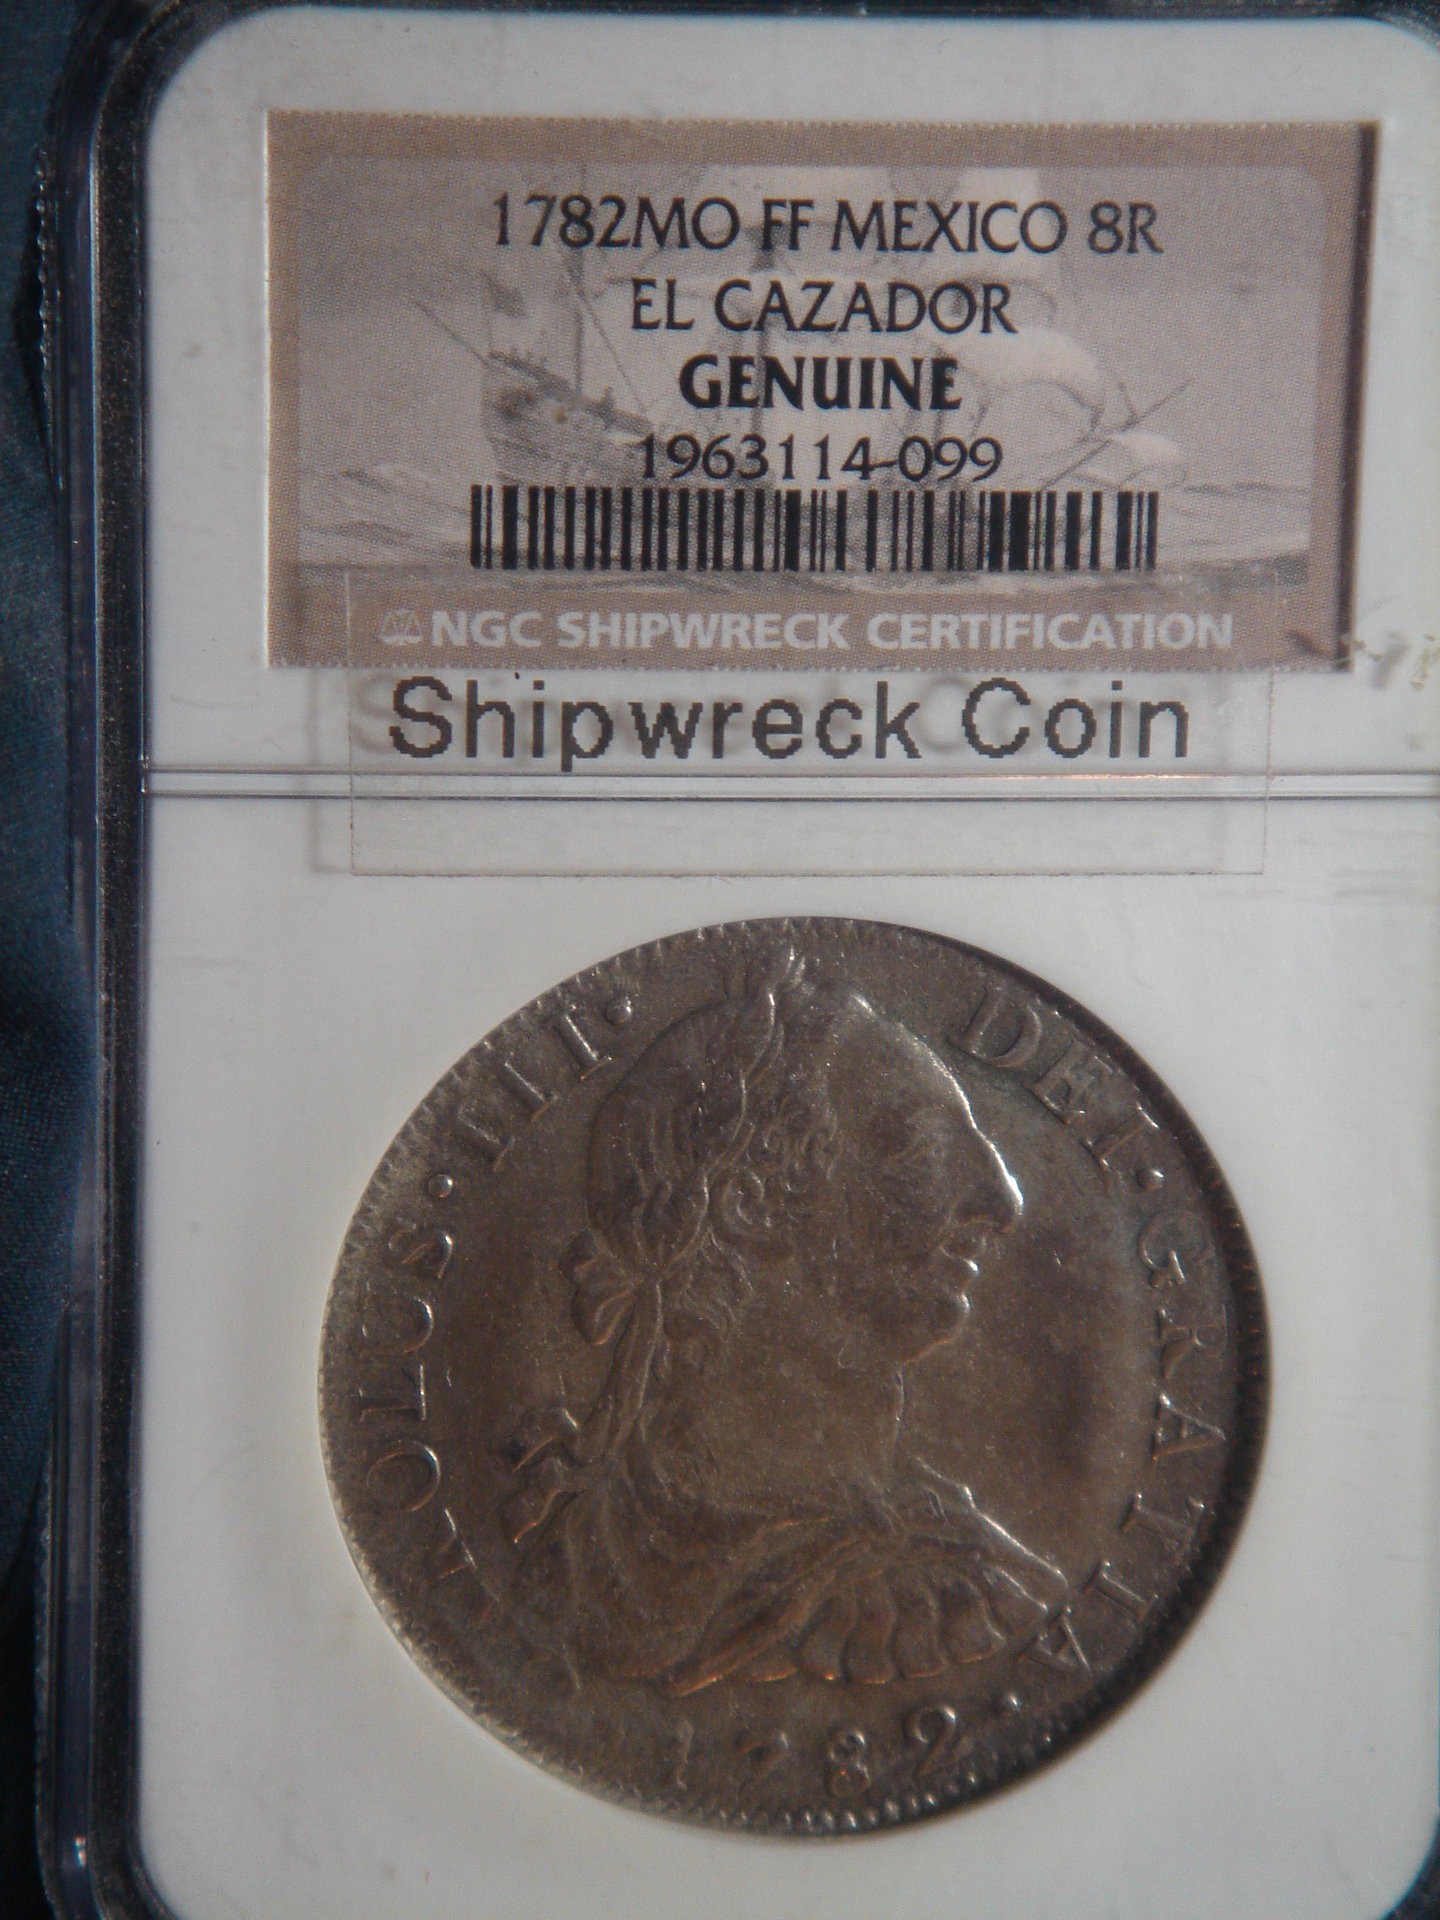 1782MO FF MEXICO 8R
EL CAZADOR
GENUINE
1963114-099
NGC SHIPWRECK CERTIFICATION
Shipwreck Coin
·CAROLUS·III· DEI·GRATIA·
1782